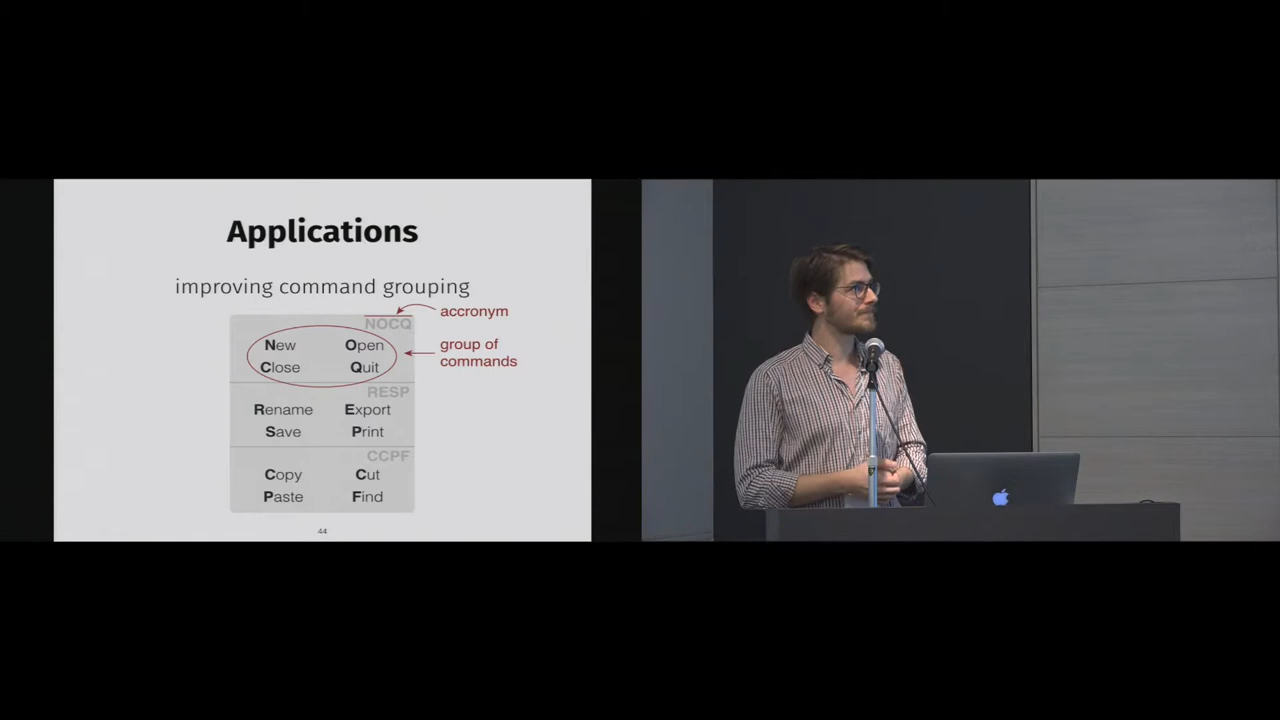 Applications
improving command grouping
accronym
NOCQ
New Open
Close Quit
group of
commands
RESP
Rename Export
Save Print
CCPF
Copy Cut
Paste Find
44